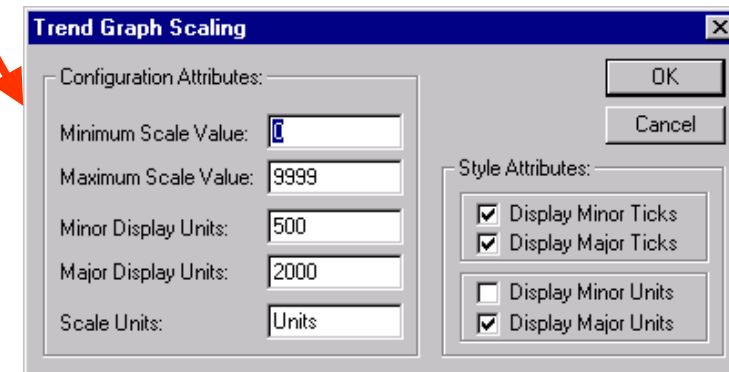 Trend Graph Scaling
Configuration Attributes:
Minimum Scale Value: 0
Maximum Scale Value: 9999
Minor Display Units: 500
Major Display Units: 2000
Scale Units: Units
OK
Cancel
Style Attributes:
Display Minor Ticks
Display Major Ticks
Display Minor Units
Display Major Units